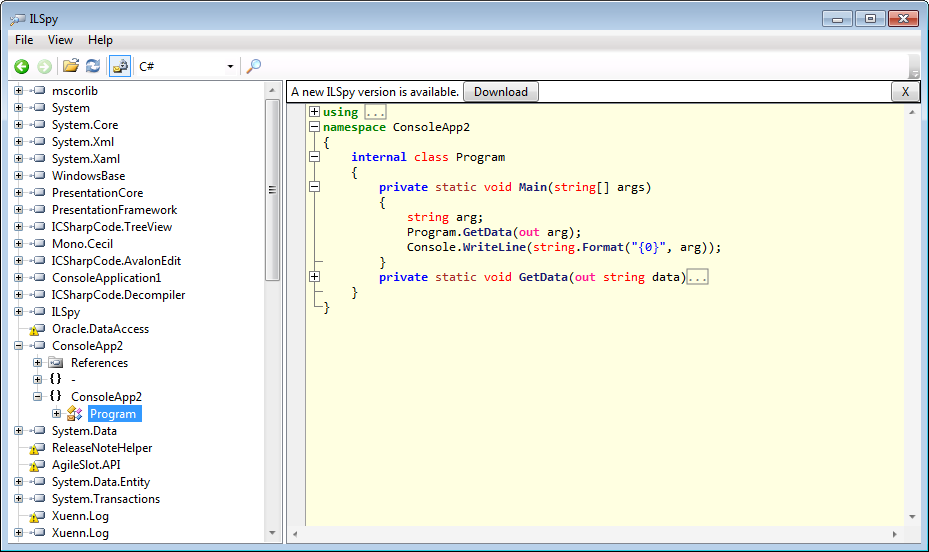 ILSpy
File View Help
C#
mscorlib
System
System.Core
System.Xml
System.Xaml
WindowsBase
PresentationCore
PresentationFramework
ICSharpCode.TreeView
Mono.Cecil
ICSharpCode.AvalonEdit
ConsoleApplication1
ICSharpCode.Decompiler
ILSpy
Oracle.DataAccess
ConsoleApp2
References
{} -
{} ConsoleApp2
Program
System.Data
ReleaseNoteHelper
AgileSlot.API
System.Data.Entity
System.Transactions
Xuenn.Log
Xuenn.Log
A new ILSpy version is available. Download X
using ...
namespace ConsoleApp2
{
internal class Program
{
private static void Main(string[] args)
{
string arg;
Program.GetData(out arg);
Console.WriteLine(string.Format("{0}", arg));
}
private static void GetData(out string data)...
}
}